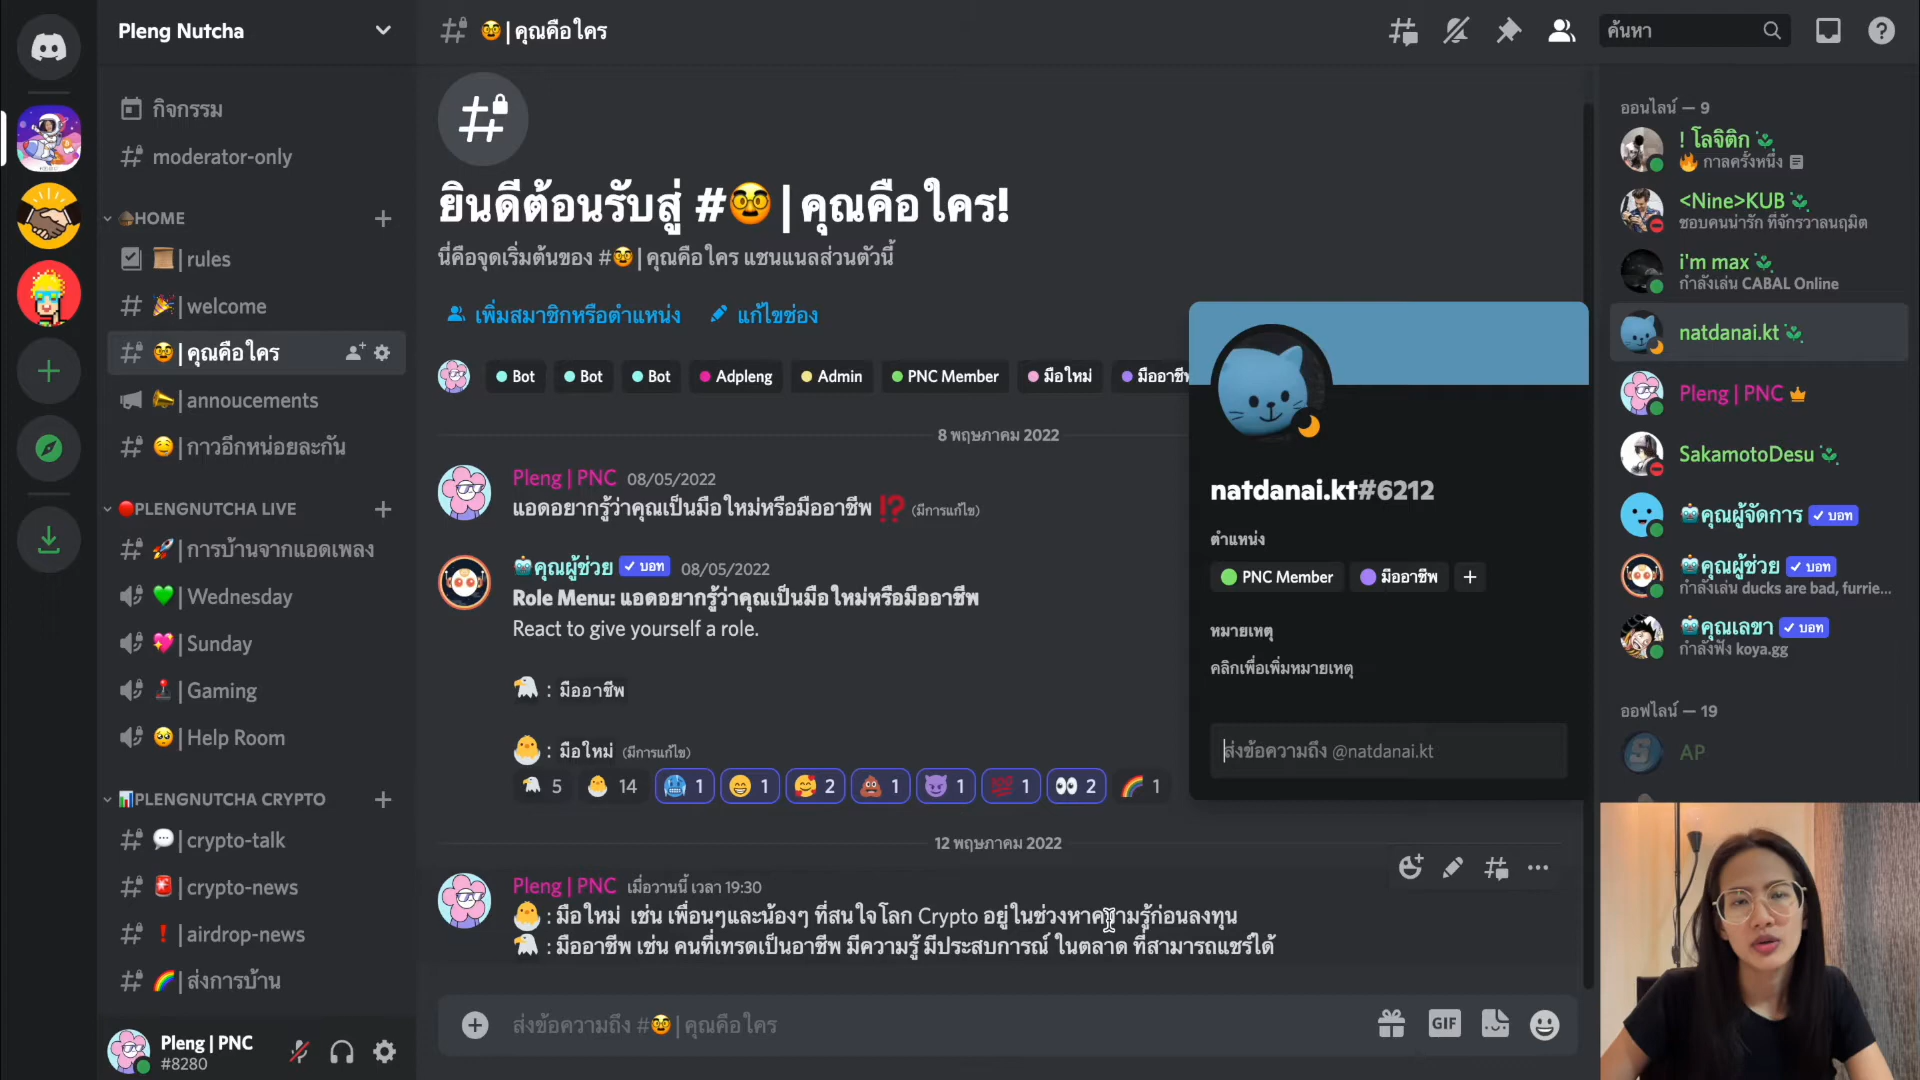 Pleng Nutcha
กิจกรรม
moderator-only
HOME
| rules
| welcome
| คุณคือใคร
| annoucements
| กาวอีกหน่อยละกัน
PLENGNUTCHA LIVE
| การบ้านจากแอดเพลง
| Wednesday
| Sunday
| Gaming
| Help Room
PLENGNUTCHA CRYPTO
| crypto-talk
| crypto-news
| airdrop-news
| ส่งการบ้าน
Pleng | PNC
#8280
| คุณคือใคร
ค้นหา
ยินดีต้อนรับสู่ #🥸 | คุณคือใคร!
นี่คือจุดเริ่มต้นของ #🥸 | คุณคือใคร แชนแนลส่วนตัวนี้
เพิ่มสมาชิกหรือตำแหน่ง แก้ไขช่อง
Bot Bot Bot Adpleng Admin PNC Member มือใหม่ มืออาชีพ
8 พฤษภาคม 2022
Pleng | PNC 08/05/2022
แอดอยากรู้ว่าคุณเป็นมือใหม่หรือมืออาชีพ ⁉️ (มีการแก้ไข)
คุณผู้ช่วย ✓ บอท 08/05/2022
Role Menu: แอดอยากรู้ว่าคุณเป็นมือใหม่หรือมืออาชีพ
React to give yourself a role.
: มืออาชีพ
: มือใหม่ (มีการแก้ไข)
5 14 1 1 2 1 1 💯 1 2 1
12 พฤษภาคม 2022
Pleng | PNC เมื่อวานนี้ เวลา 19:30
: มือใหม่ เช่น เพื่อนๆและน้องๆ ที่สนใจโลก Crypto อยู่ในช่วงหาความรู้ก่อนลงทุน
: มืออาชีพ เช่น คนที่เทรดเป็นอาชีพ มีความรู้ มีประสบการณ์ ในตลาด ที่สามารถแชร์ได้
ส่งข้อความถึง #🥸 | คุณคือใคร
GIF
natdanai.kt#6212
ตำแหน่ง
PNC Member มืออาชีพ +
หมายเหตุ
คลิกเพื่อเพิ่มหมายเหตุ
ส่งข้อความถึง @natdanai.kt
ออนไลน์ — 9
! โลจิติก
กาลครั้งหนึ่ง
<Nine>KUB
ชอบคนน่ารัก ที่จักรวาลนฤมิต
i'm max
กำลังเล่น CABAL Online
natdanai.kt
Pleng | PNC
SakamotoDesu
คุณผู้จัดการ ✓ บอท
คุณผู้ช่วย ✓ บอท
กำลังเล่น ducks are bad, furrie...
คุณเลขา ✓ บอท
กำลังฟัง koya.gg
ออฟไลน์ — 19
AP